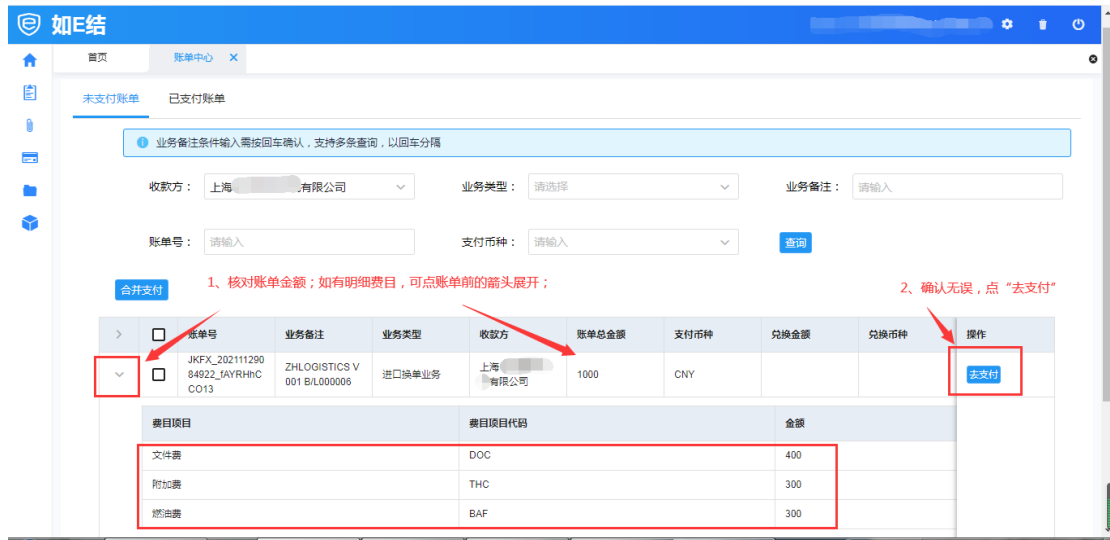 如E结
首页 账单中心
未支付账单 已支付账单
业务备注条件输入需按回车确认，支持多条查询，以回车分隔
收款方： 上海 有限公司 业务类型： 请选择 业务备注： 请输入
账单号： 请输入 支付币种： 请输入 查询
1、核对账单金额；如有明细费目，可点账单前的箭头展开；
合并支付
2、确认无误，点“去支付”
账单号 业务备注 业务类型 收款方 账单总金额 支付币种 兑换金额 兑换币种 操作
JKFX_202111290
84922_fAYRHhC
CO13
ZHLOGISTICS V
001 B/L000006
进口换单业务
上海
有限公司
1000 CNY 去支付
费目项目 费目项目代码 金额
文件费 DOC 400
附加费 THC 300
燃油费 BAF 300